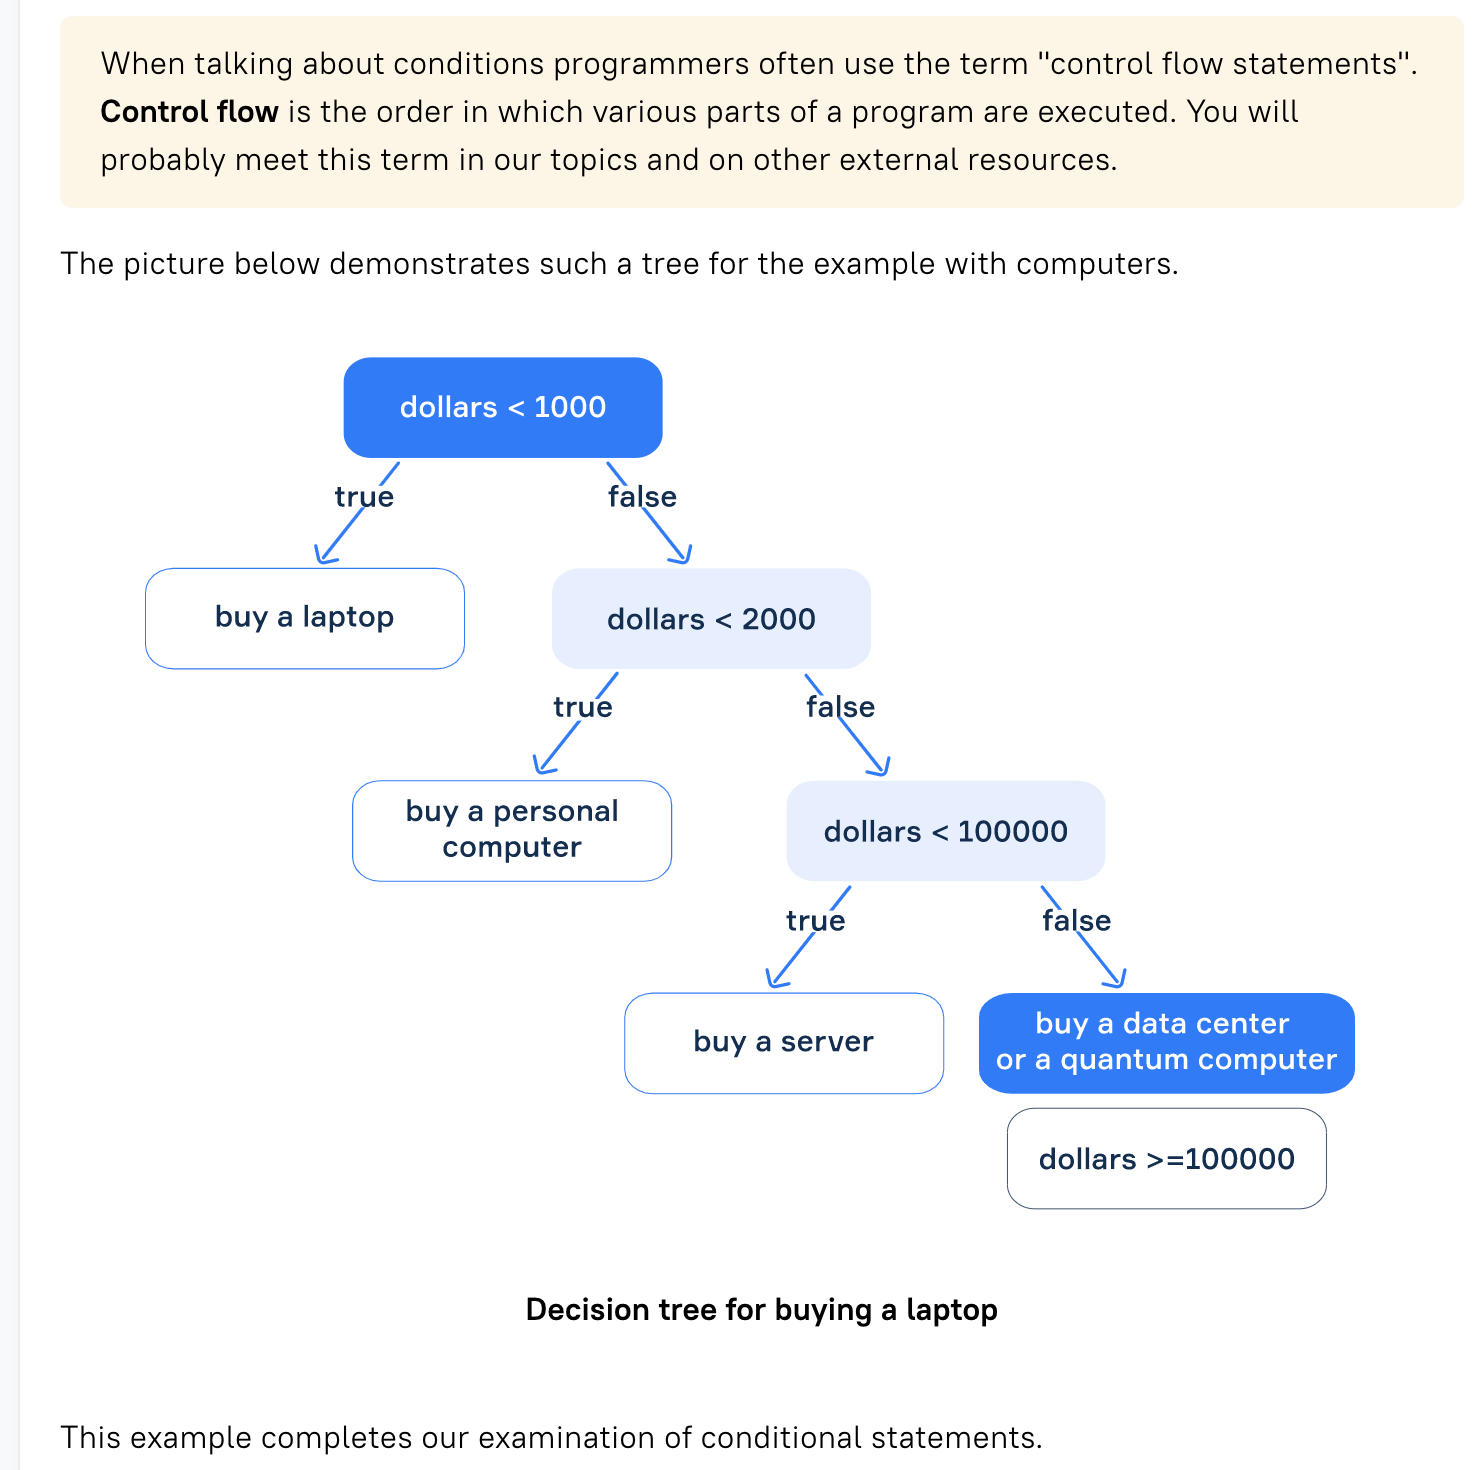 When talking about conditions programmers often use the term "control flow statements".
Control flow is the order in which various parts of a program are executed. You will
probably meet this term in our topics and on other external resources.
The picture below demonstrates such a tree for the example with computers.
dollars < 1000
true
false
buy a laptop
dollars < 2000
true
false
buy a personal
computer
dollars < 100000
true
false
buy a server
buy a data center
or a quantum computer
dollars >=100000
Decision tree for buying a laptop
This example completes our examination of conditional statements.